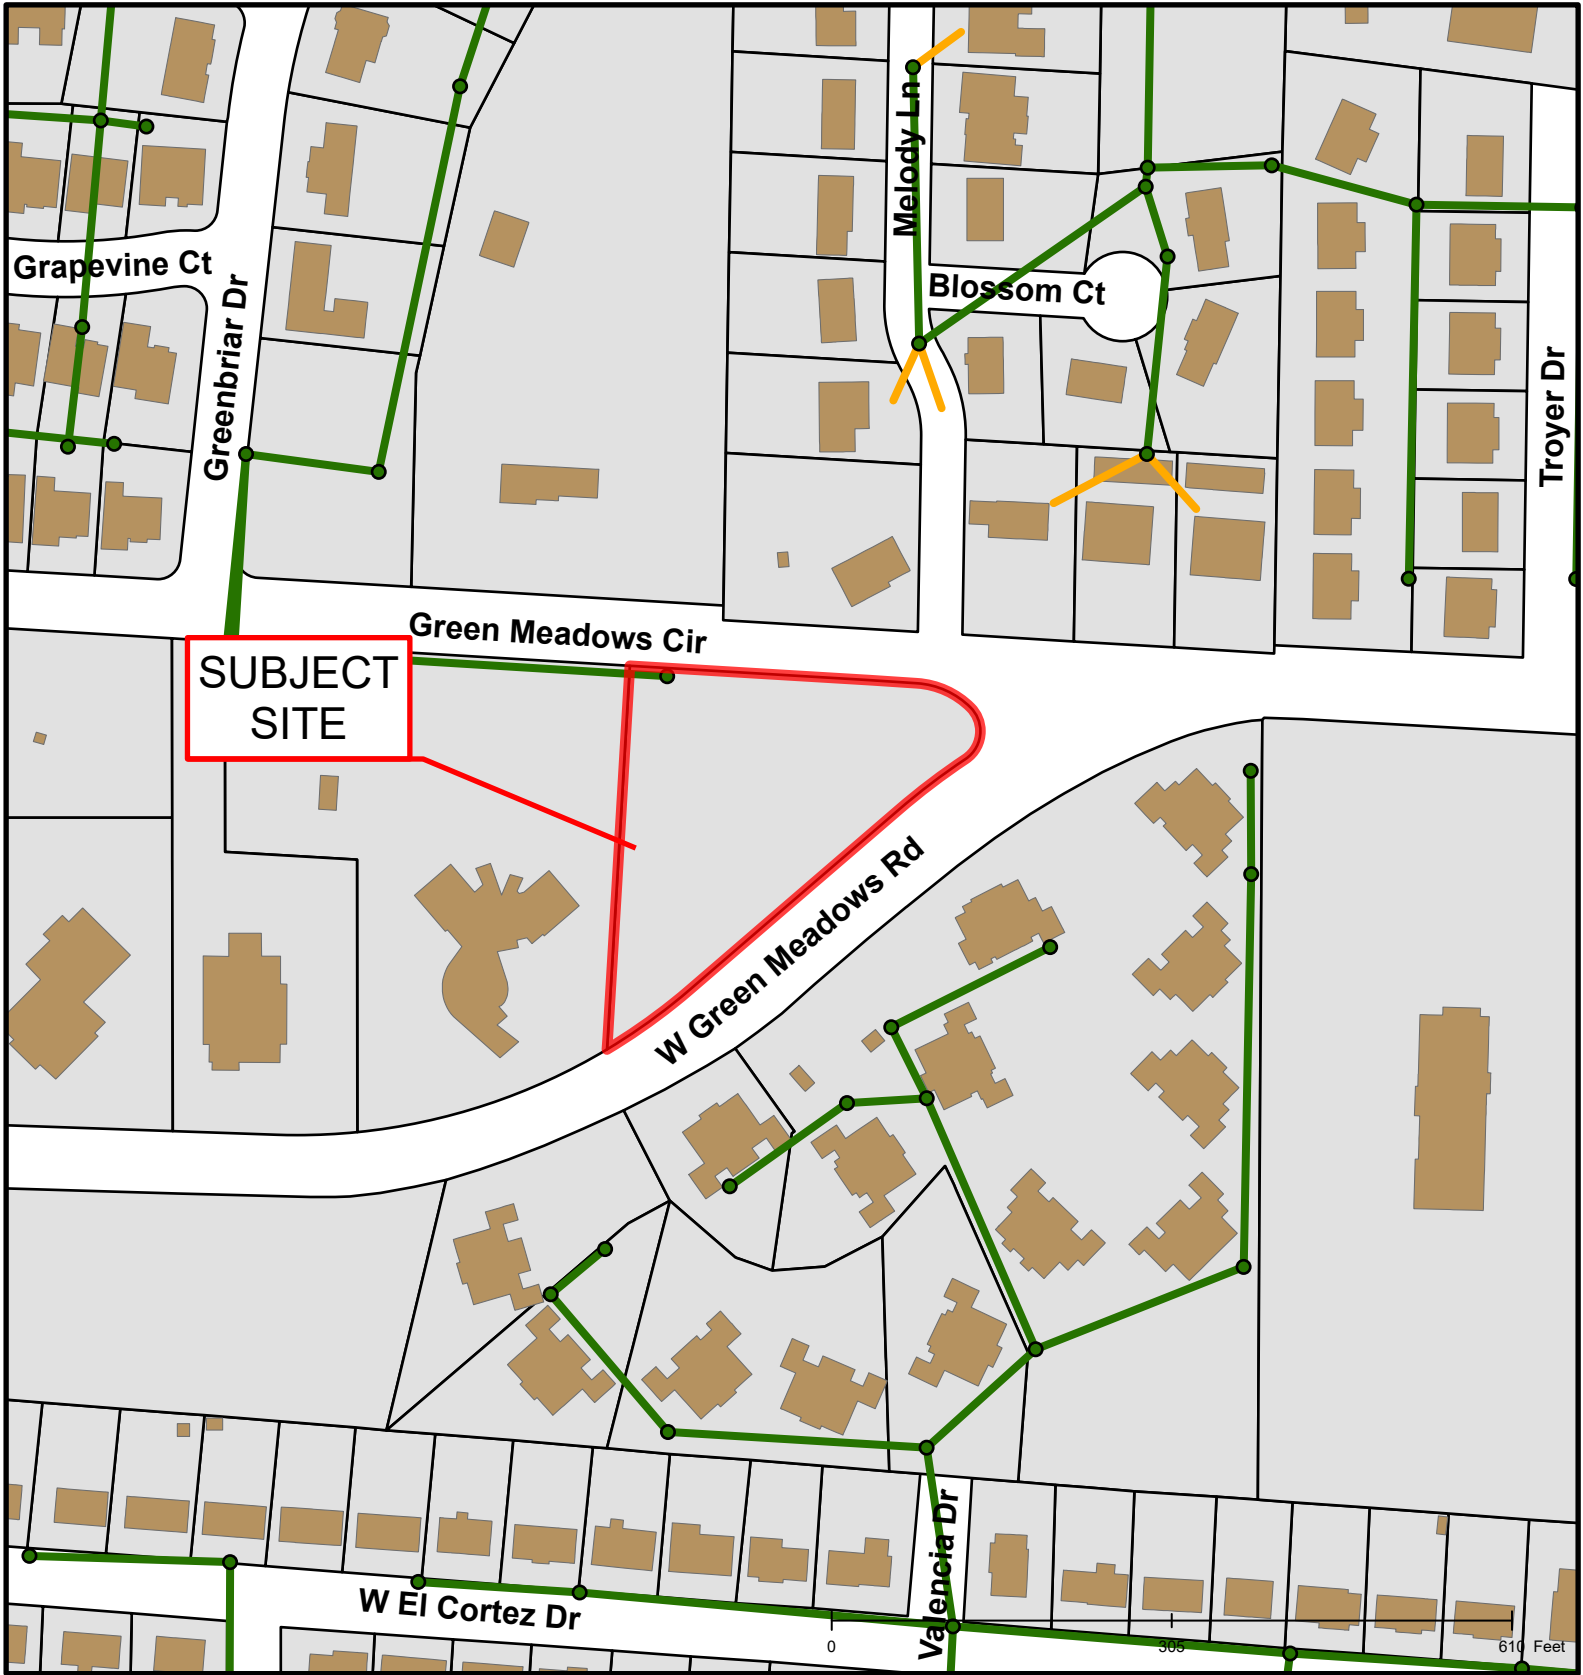 Melody Ln
Grapevine Ct
Blossom Ct
Greenbriar Dr
Troyer Dr
Green Meadows Cir
SUBJECT
SITE
W Green Meadows Rd
W El Cortez Dr
Valencia Dr
0 305 610 Feet